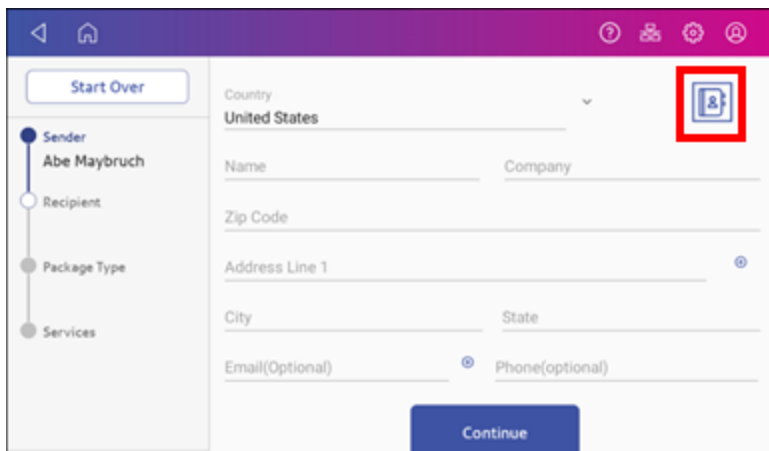 Start Over
Sender
Abe Maybruch
Recipient
Package Type
Services
Country
United States
Name Company
Zip Code
Address Line 1
City State
Email(Optional) Phone(optional)
Continue